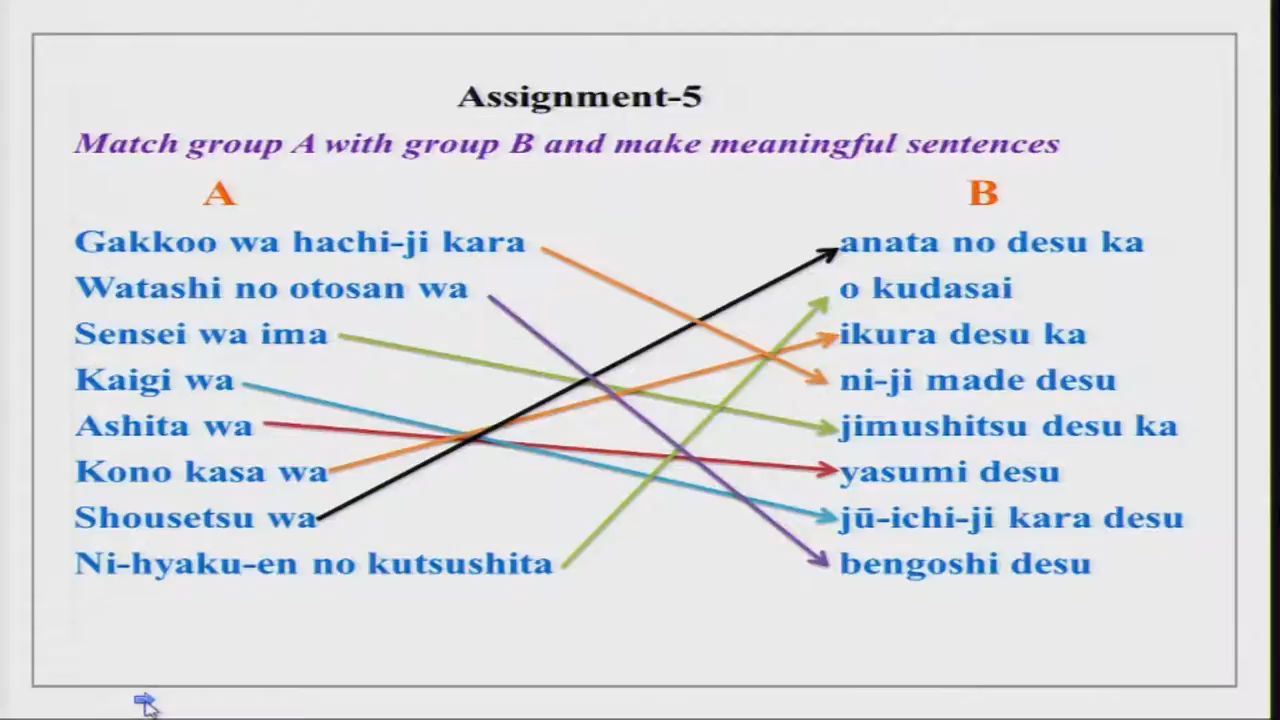 Assignment-5
Match group A with group B and make meaningful sentences
A B
Gakkoo wa hachi-ji kara anata no desu ka
Watashi no otosan wa o kudasai
Sensei wa ima ikura desu ka
Kaigi wa ni-ji made desu
Ashita wa jimushitsu desu ka
Kono kasa wa yasumi desu
Shousetsu wa jū-ichi-ji kara desu
Ni-hyaku-en no kutsushita bengoshi desu